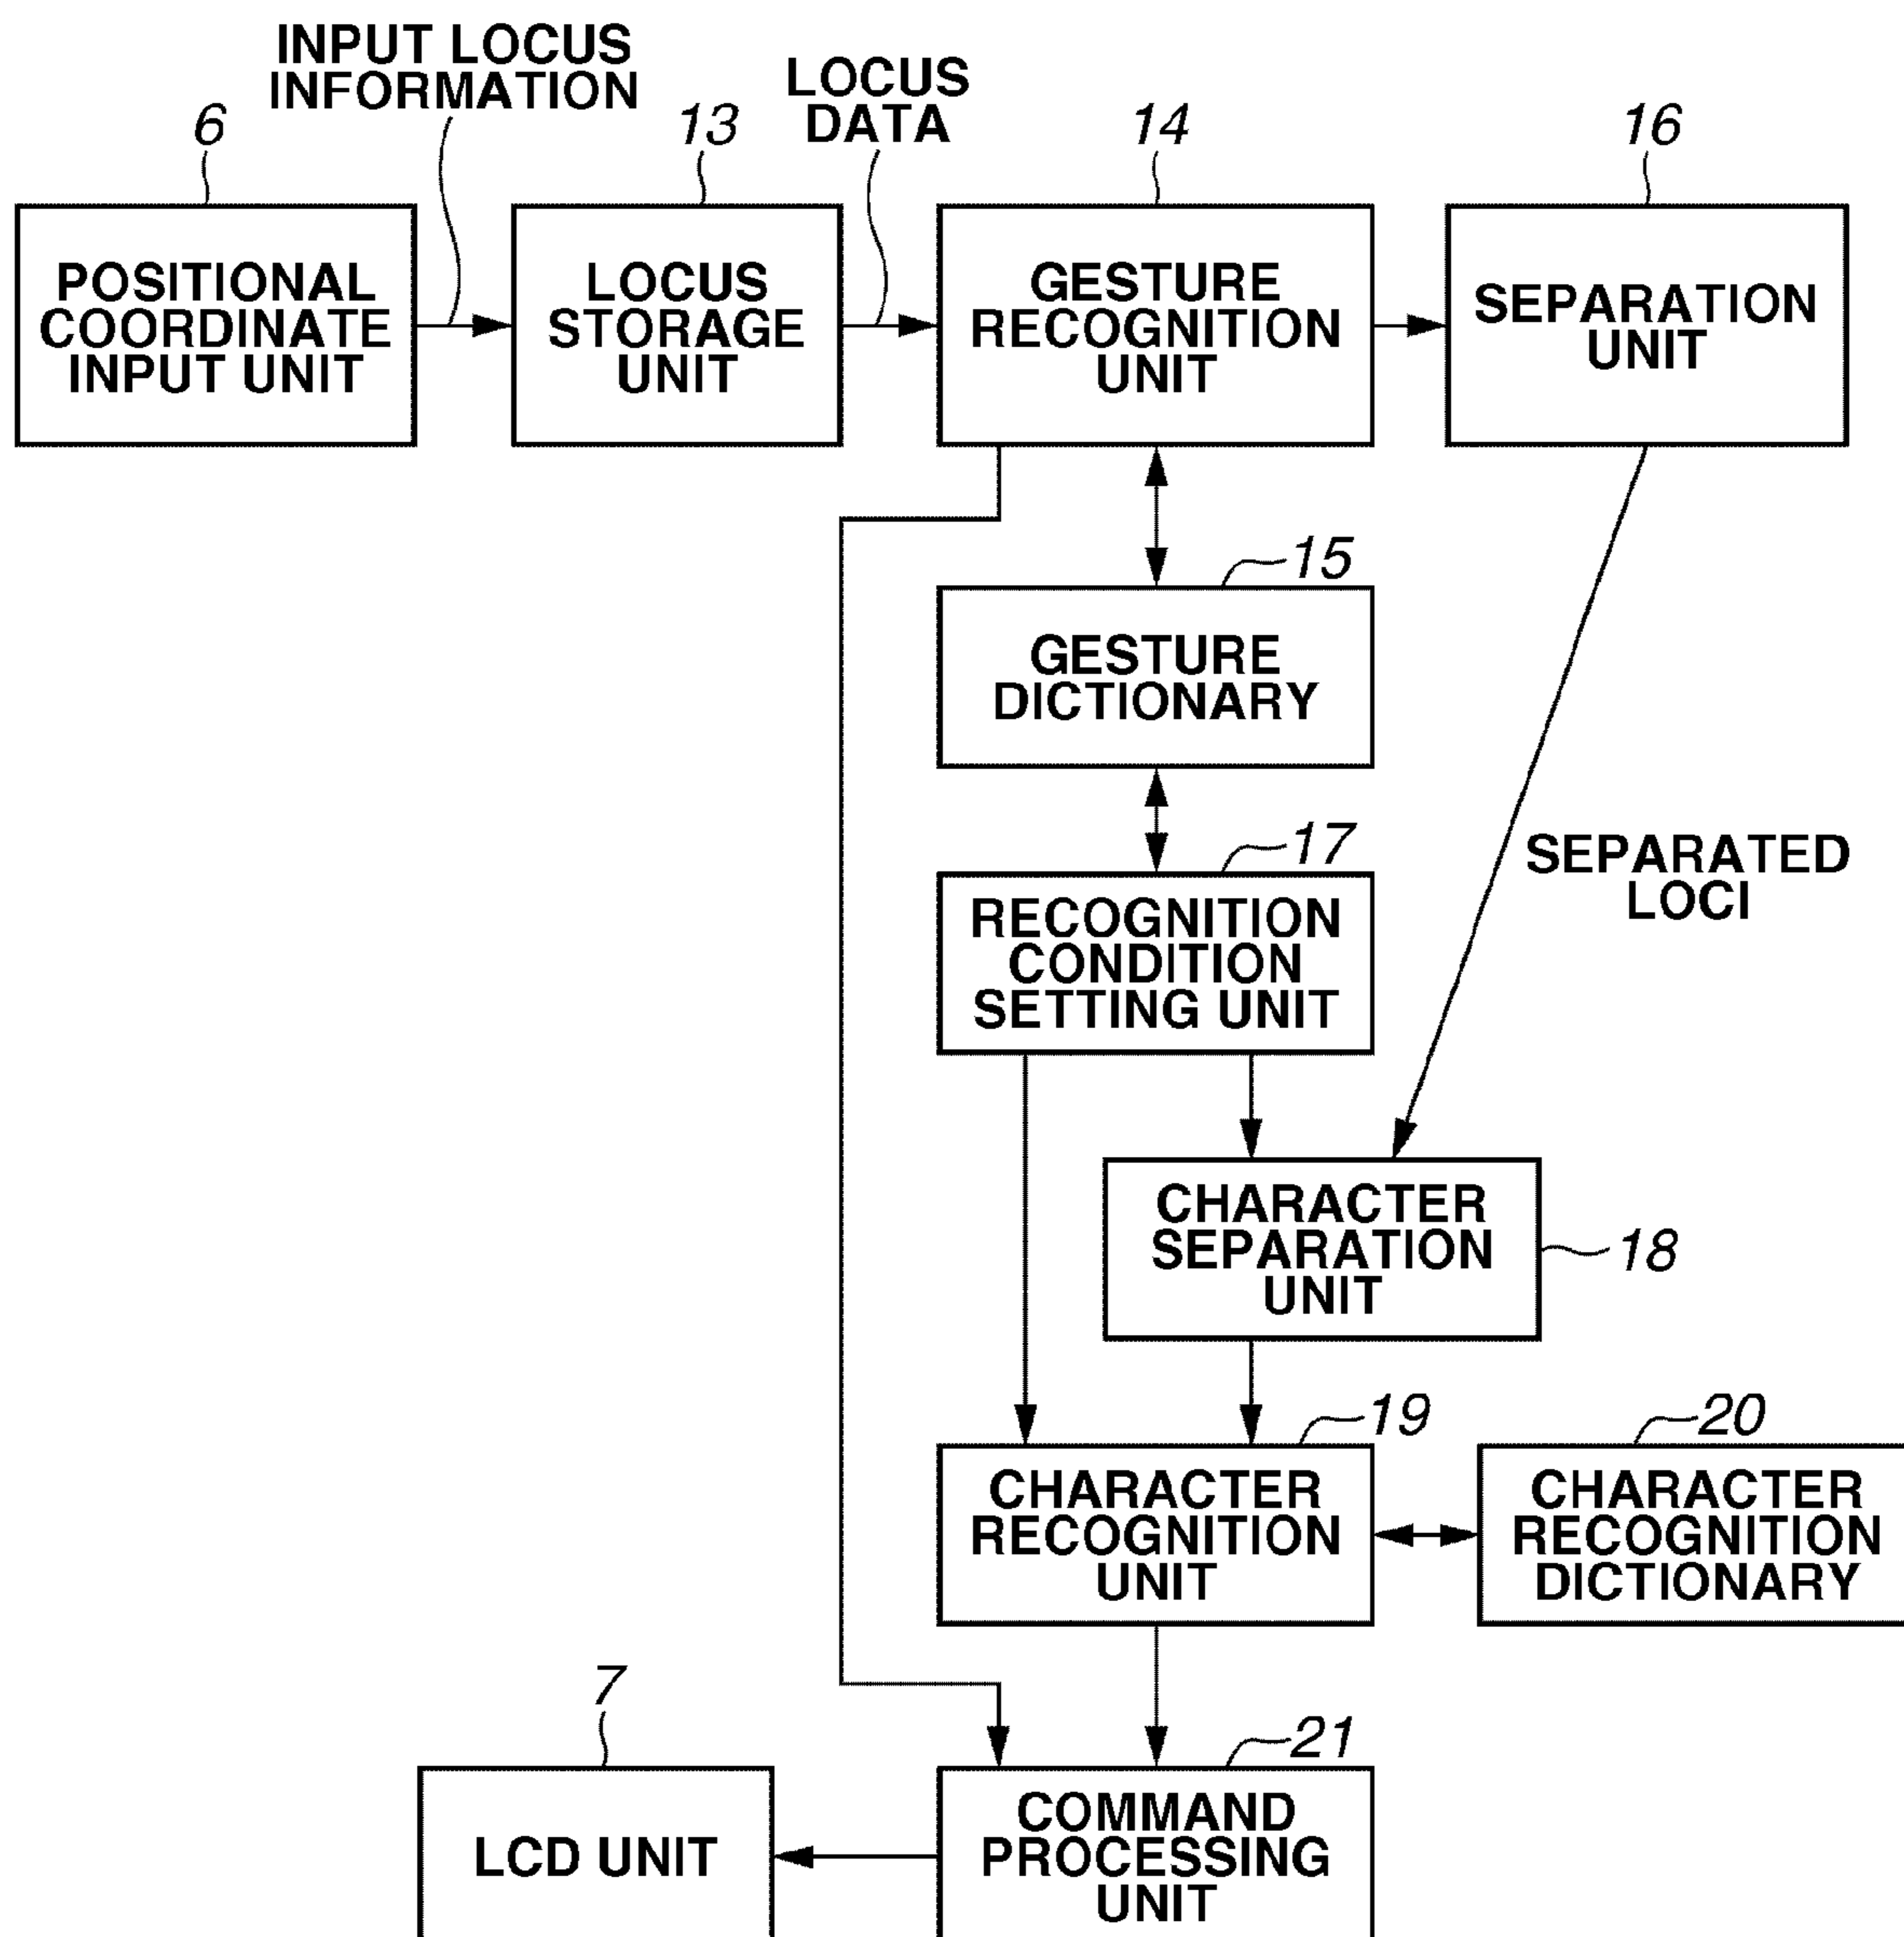 INPUT LOCUS
INFORMATION
LOCUS
DATA
6
13
14
16
POSITIONAL
COORDINATE
INPUT UNIT
LOCUS
STORAGE
UNIT
GESTURE
RECOGNITION
UNIT
SEPARATION
UNIT
15
GESTURE
DICTIONARY
17
RECOGNITION
CONDITION
SETTING UNIT
SEPARATED
LOCI
CHARACTER
SEPARATION
UNIT
18
19
20
CHARACTER
RECOGNITION
UNIT
CHARACTER
RECOGNITION
DICTIONARY
7
21
LCD UNIT
COMMAND
PROCESSING
UNIT